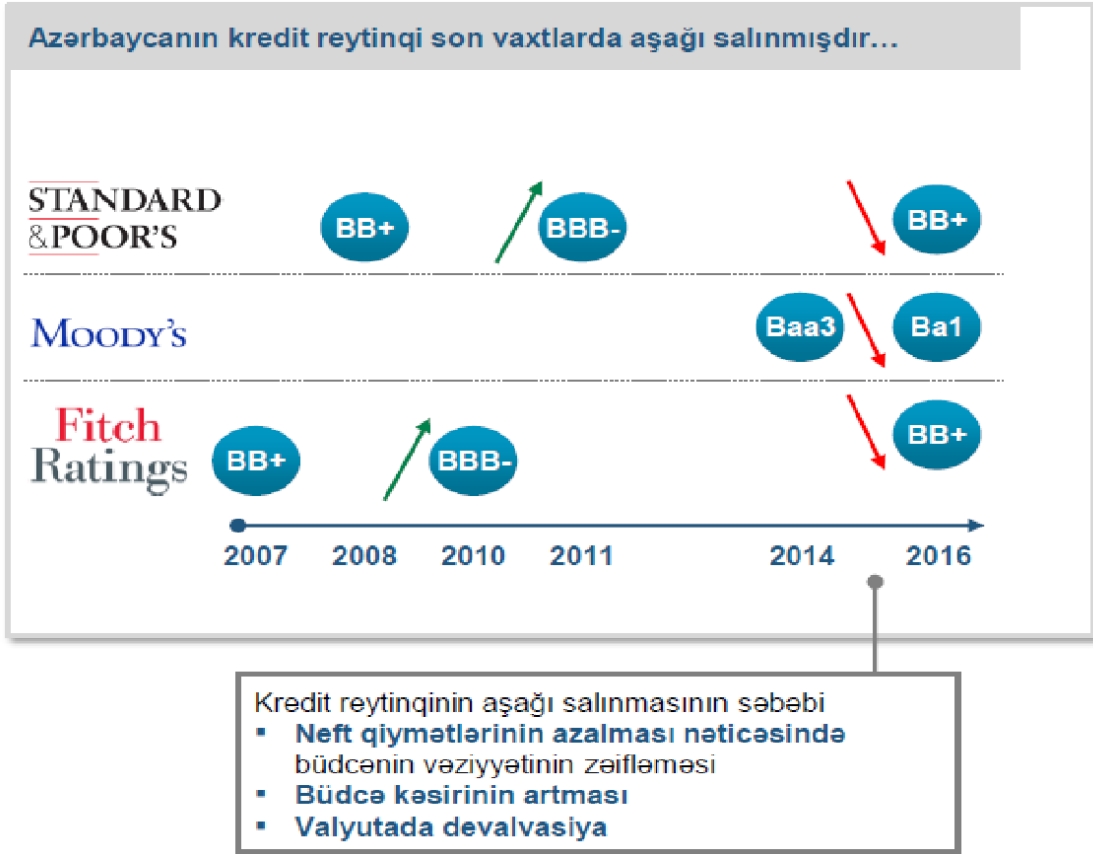 Azərbaycanın kredit reytinqi son vaxtlarda aşağı salınmışdır...
STANDARD
&POOR'S
BB+
BBB-
BB+
MOODY'S
Baa3
Ba1
Fitch
Ratings
BB+
BBB-
BB+
2007 2008 2010 2011 2014 2016
Kredit reytinqinin aşağı salınmasının səbəbi
▪ Neft qiymətlərinin azalması nəticəsində
büdcənin vəziyyətinin zəifləməsi
▪ Büdcə kəsirinin artması
▪ Valyutada devalvasiya